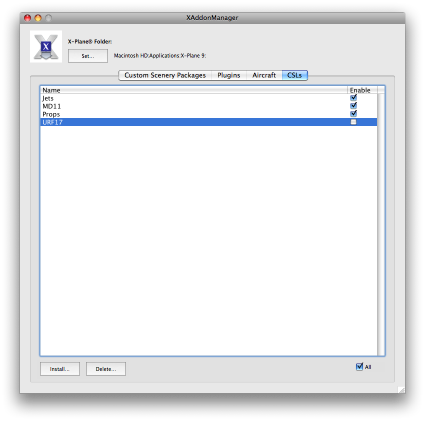 XAddonManager
X
X-Plane® Folder:
Set...
Macintosh HD:Applications:X-Plane 9:
Custom Scenery Packages Plugins Aircraft CSLs
Name Enable
Jets
MD11
Props
URF17
Install... Delete... All